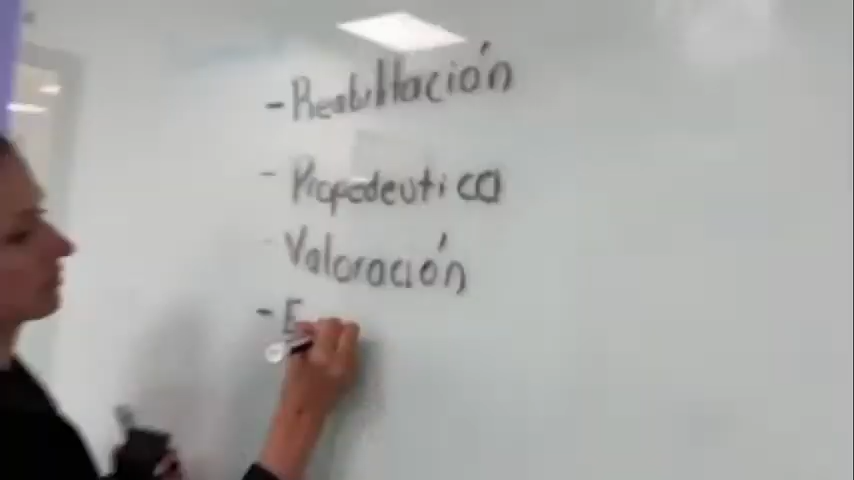 - Reabilitación
- Propedeutica
- Valoración
- E